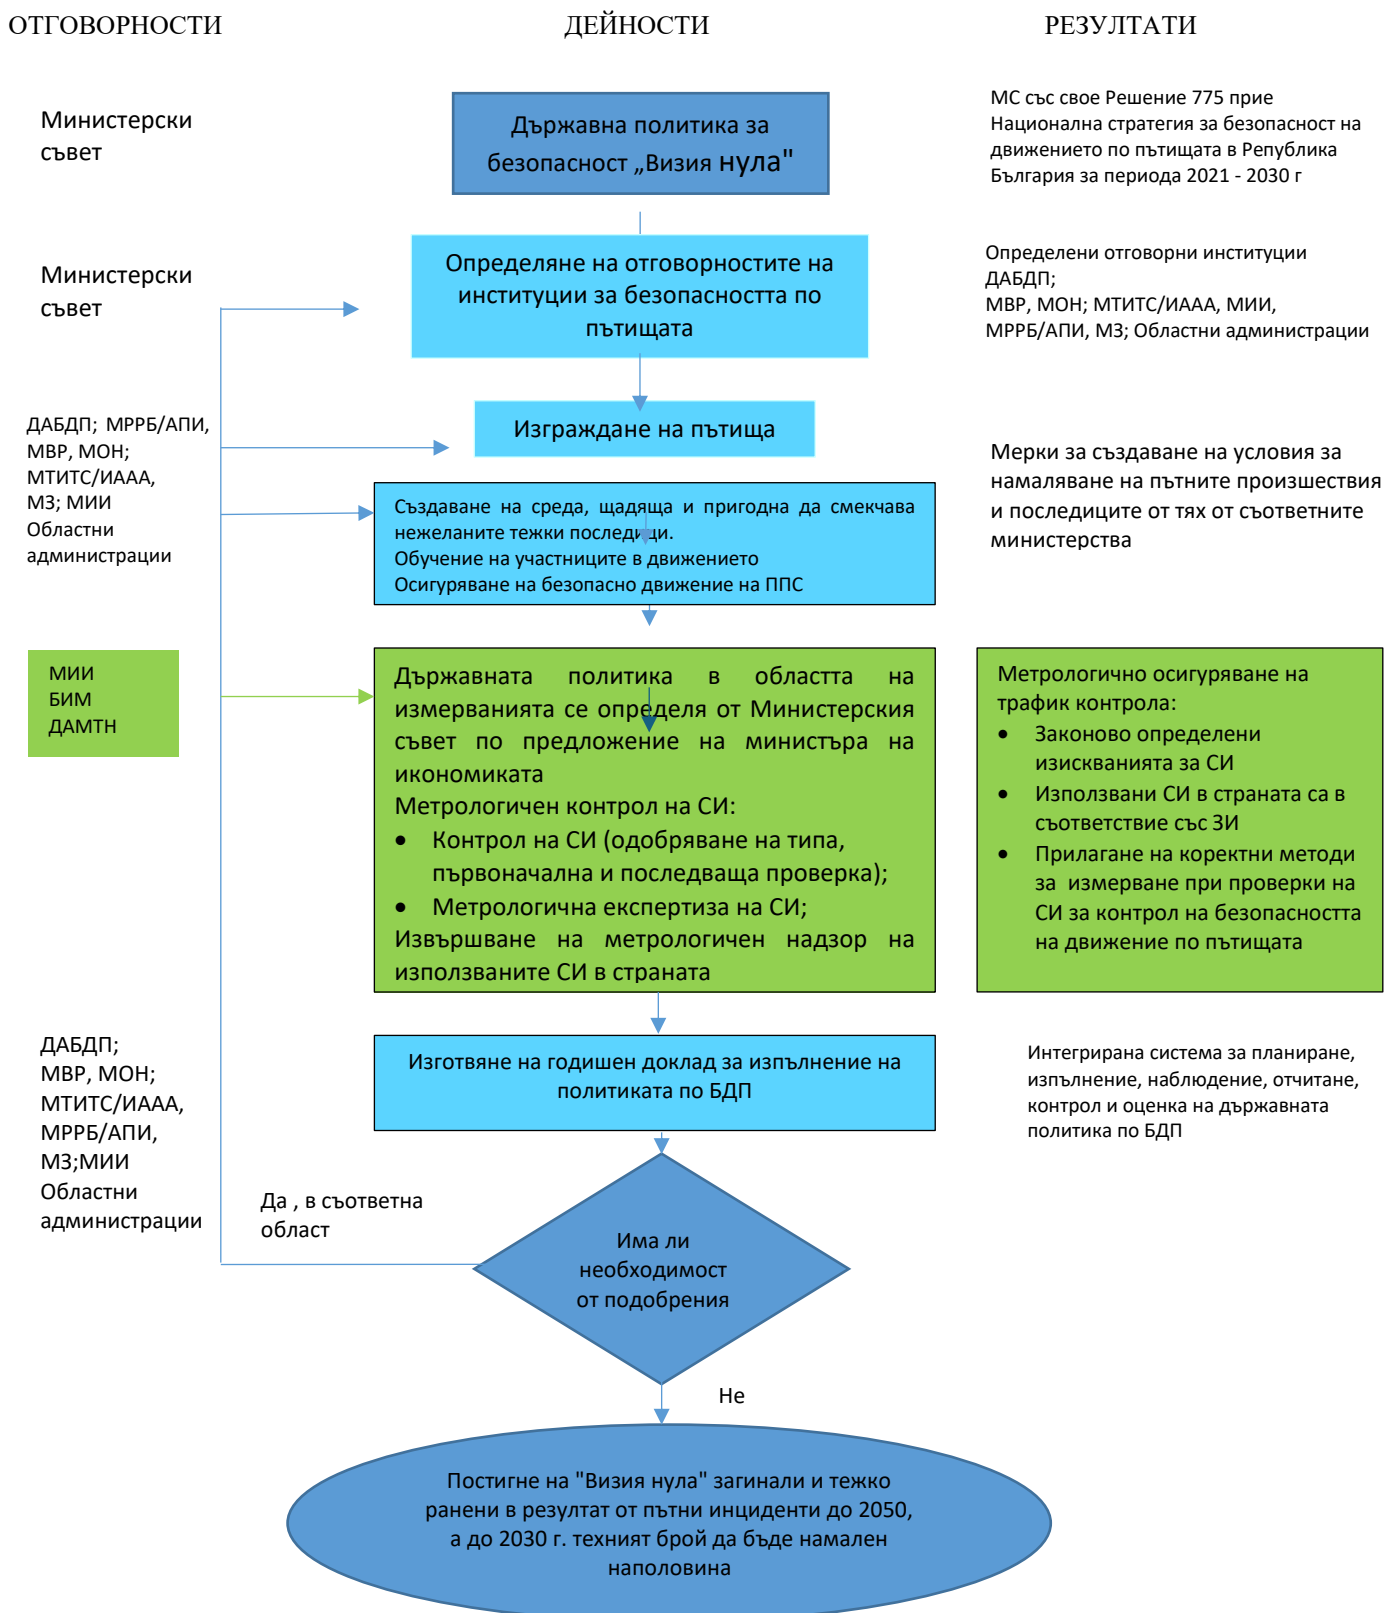 ОТГОВОРНОСТИ
ДЕЙНОСТИ
РЕЗУЛТАТИ
Министерски
съвет
Държавна политика за
безопасност „Визия нула"
МС със свое Решение 775 прие
Национална стратегия за безопасност на
движението по пътищата в Република
България за периода 2021 - 2030 г
Министерски
съвет
Определяне на отговорностите на
институции за безопасността по
пътищата
Определени отговорни институции
ДАБДП;
МВР, МОН; МТИТС/ИААА, МИИ,
МРРБ/АПИ, МЗ; Областни администрации
ДАБДП; МРРБ/АПИ,
МВР, МОН;
МТИТС/ИААА,
МЗ; МИИ
Областни
администрации
Изграждане на пътища
Създаване на среда, щадяща и пригодна да смекчава
нежеланите тежки последици.
Обучение на участниците в движението
Осигуряване на безопасно движение на ППС
Мерки за създаване на условия за
намаляване на пътните произшествия
и последиците от тях от съответните
министерства
МИИ
БИМ
ДАМТН
Държавната политика в областта на
измерванията се определя от Министерския
съвет по предложение на министъра на
икономиката
Метрологичен контрол на СИ:
• Контрол на СИ (одобряване на типа,
първоначална и последваща проверка);
• Метрологична експертиза на СИ;
Извършване на метрологичен надзор на
използваните СИ в страната
Метрологично осигуряване на
трафик контрола:
• Законово определени
изискванията за СИ
• Използвани СИ в страната са в
съответствие със ЗИ
• Прилагане на коректни методи
за измерване при проверки на
СИ за контрол на безопасността
на движение по пътищата
ДАБДП;
МВР, МОН;
МТИТС/ИААА,
МРРБ/АПИ,
МЗ;МИИ
Областни
администрации
Изготвяне на годишен доклад за изпълнение на
политиката по БДП
Интегрирана система за планиране,
изпълнение, наблюдение, отчитане,
контрол и оценка на държавната
политика по БДП
Да , в съответна
област
Има ли
необходимост
от подобрения
Не
Постигне на "Визия нула" загинали и тежко
ранени в резултат от пътни инциденти до 2050,
а до 2030 г. техният брой да бъде намален
наполовина